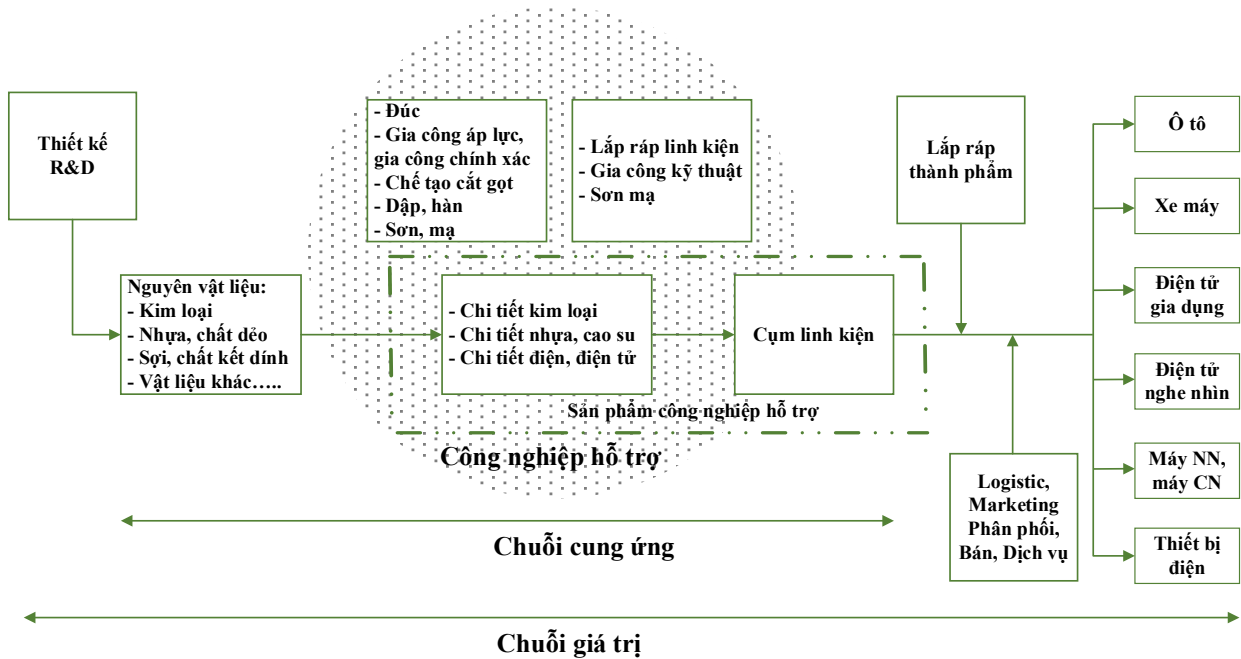 Thiết kế
R&D
- Đúc
- Gia công áp lực,
gia công chính xác
- Chế tạo cắt gọt
- Dập, hàn
- Sơn, mạ
- Lắp ráp linh kiện
- Gia công kỹ thuật
- Sơn mạ
Lắp ráp
thành phẩm
Ô tô
Xe máy
Điện tử
gia dụng
Điện tử
nghe nhìn
Máy NN,
máy CN
Thiết bị
điện
Nguyên vật liệu:
- Kim loại
- Nhựa, chất dẻo
- Sợi, chất kết dính
- Vật liệu khác…..
- Chi tiết kim loại
- Chi tiết nhựa, cao su
- Chi tiết điện, điện tử
Cụm linh kiện
Sản phẩm công nghiệp hỗ trợ
Công nghiệp hỗ trợ
Logistic,
Marketing
Phân phối,
Bán, Dịch vụ
Chuỗi cung ứng
Chuỗi giá trị